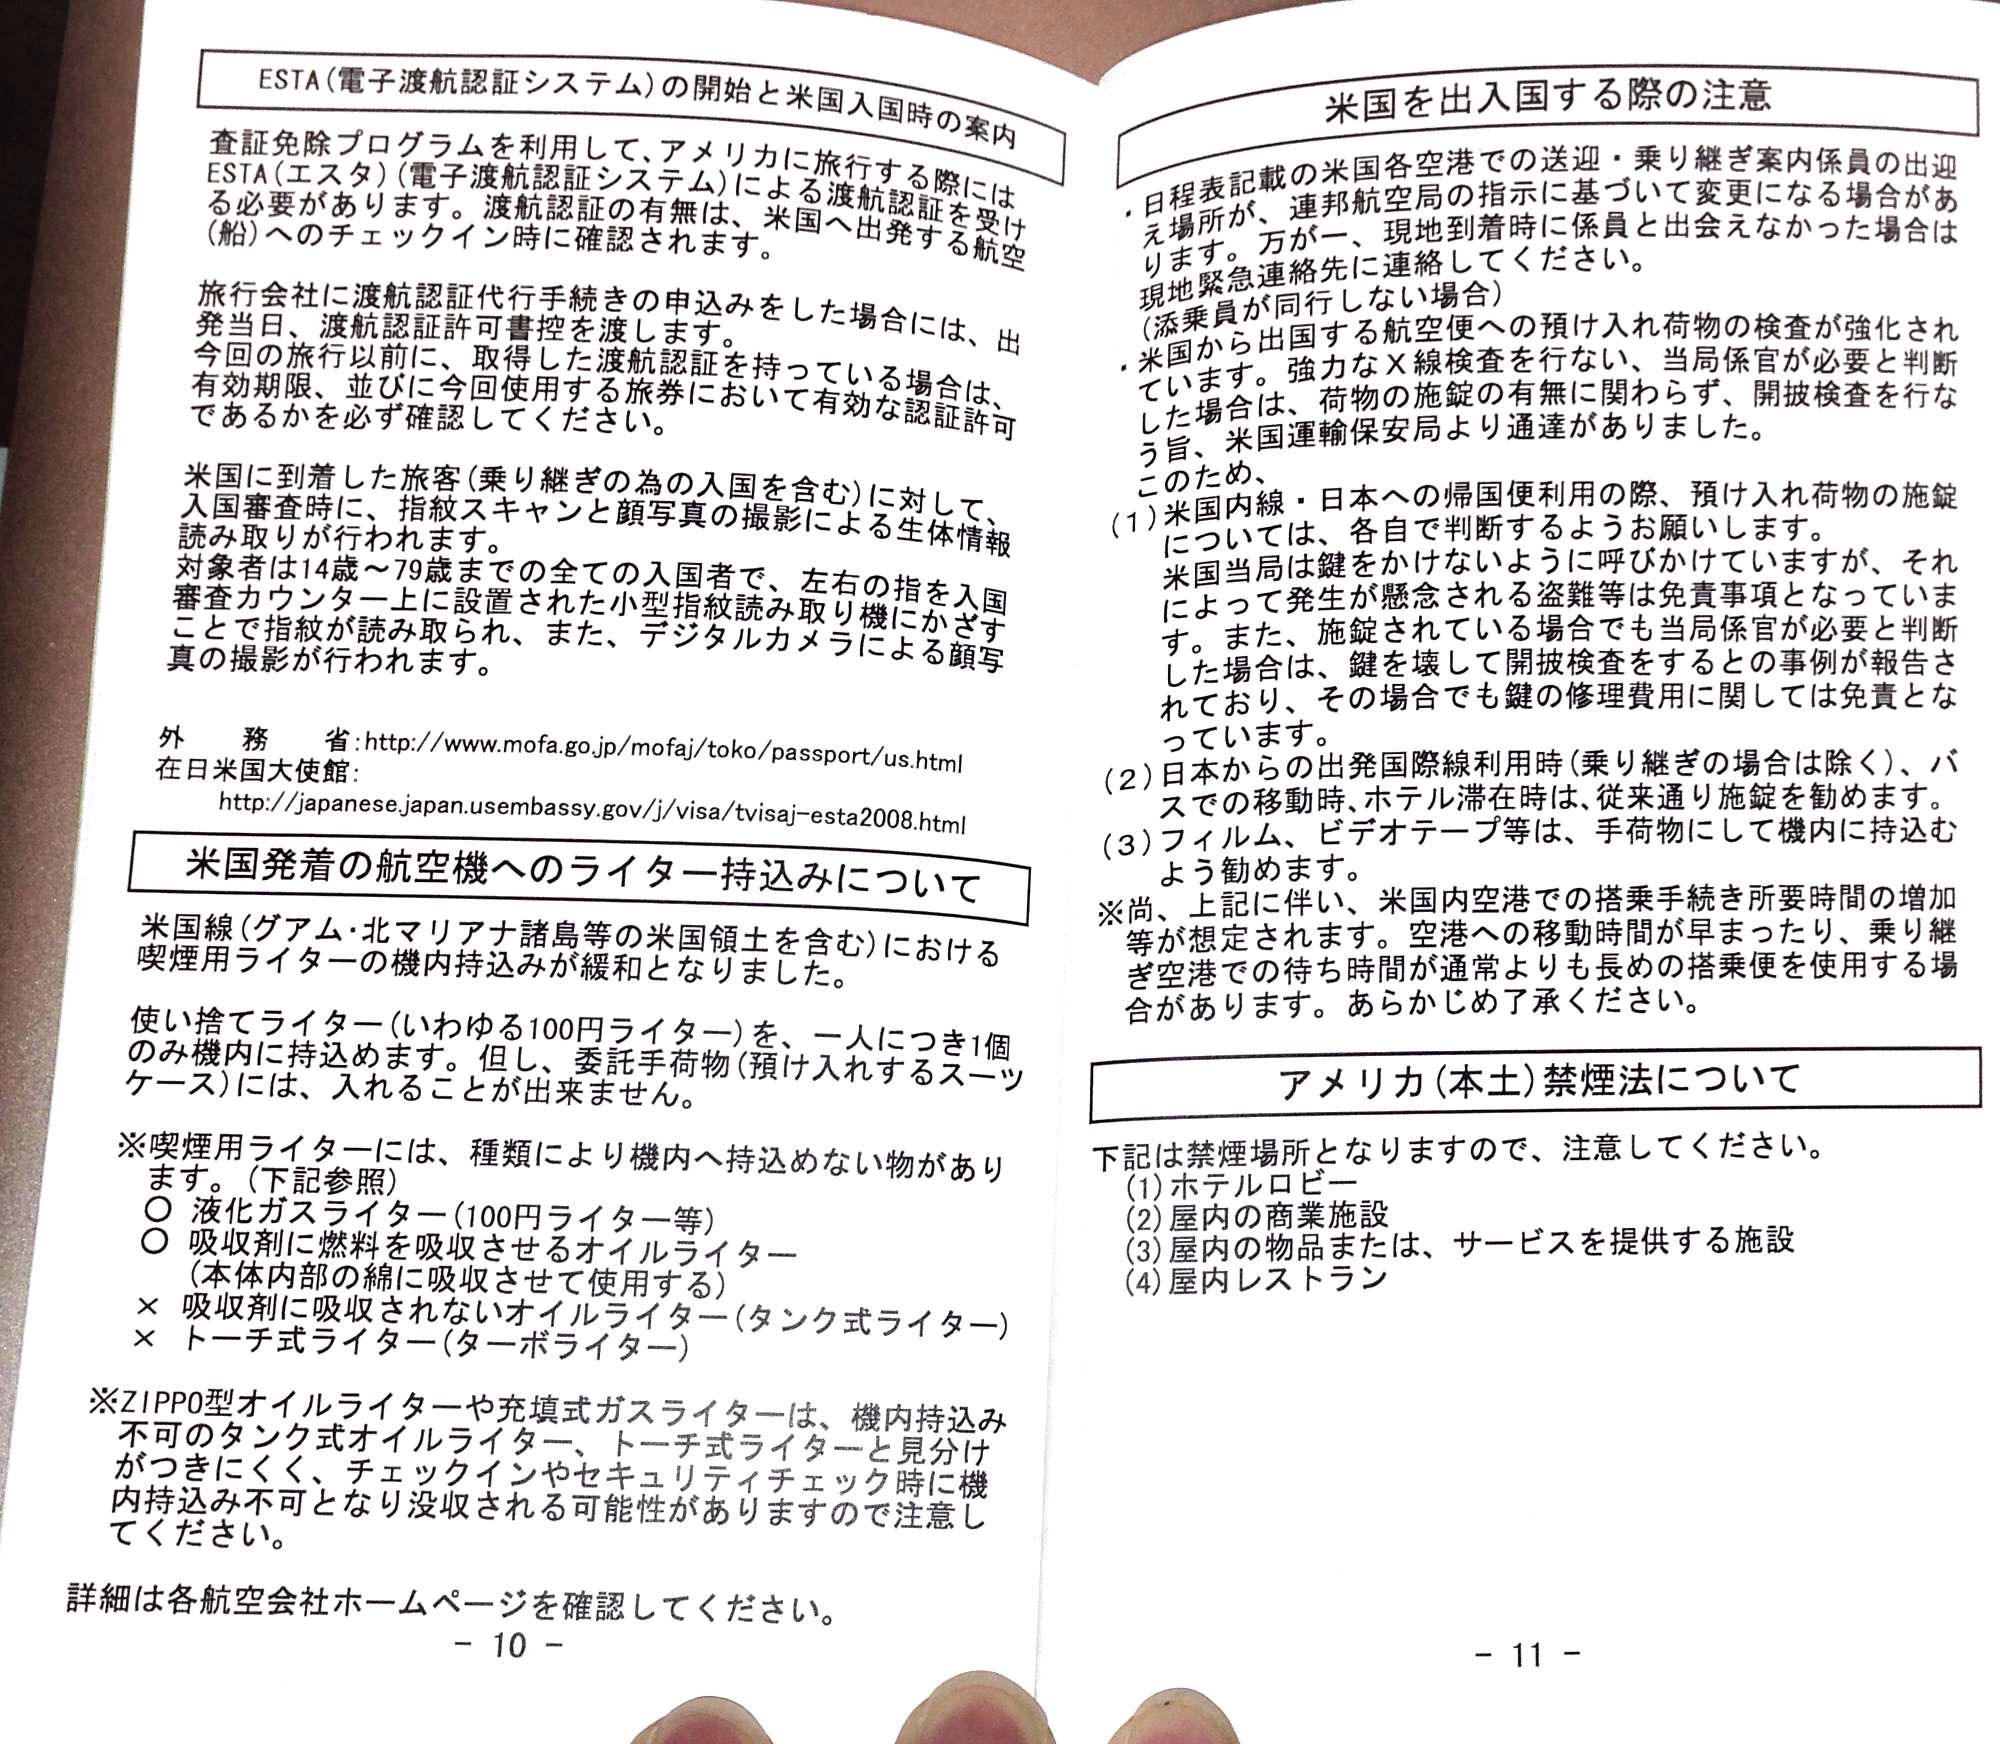 ESTA(電子渡航認証システム)の開始と米国入国時の案内
査証免除プログラムを利用して、アメリカに旅行する際には
ESTA(エスタ)(電子渡航認証システム)による渡航認証を受け
る必要があります。渡航認証の有無は、米国へ出発する航空
(船)へのチェックイン時に確認されます。
旅行会社に渡航認証代行手続きの申込みをした場合には、出
発当日、渡航認証許可書控を渡します。
今回の旅行以前に、取得した渡航認証を持っている場合は、
有効期限、並びに今回使用する旅券において有効な認証許可
であるかを必ず確認してください。
米国に到着した旅客(乗り継ぎの為の入国を含む)に対して、
入国審査時に、指紋スキャンと顔写真の撮影による生体情報
読み取りが行われます。
対象者は14歳～79歳までの全ての入国者で、左右の指を入国
審査カウンター上に設置された小型指紋読み取り機にかざす
ことで指紋が読み取られ、また、デジタルカメラによる顔写
真の撮影が行われます。
外 務 省:http://www.mofa.go.jp/mofaj/toko/passport/us.html
在日米国大使館:
http://japanese.japan.usembassy.gov/j/visa/tvisaj-esta2008.html
米国発着の航空機へのライター持込みについて
米国線(グアム・北マリアナ諸島等の米国領土を含む)における
喫煙用ライターの機内持込みが緩和となりました。
使い捨てライター(いわゆる100円ライター)を、一人につき1個
のみ機内に持込めます。但し、委託手荷物(預け入れするスーツ
ケース)には、入れることが出来ません。
※喫煙用ライターには、種類により機内へ持込めない物があり
ます。(下記参照)
○ 液化ガスライター(100円ライター等)
○ 吸収剤に燃料を吸収させるオイルライター
(本体内部の綿に吸収させて使用する)
× 吸収剤に吸収されないオイルライター(タンク式ライター)
× トーチ式ライター(ターボライター)
※ZIPPO型オイルライターや充填式ガスライターは、機内持込み
不可のタンク式オイルライター、トーチ式ライターと見分け
がつきにくく、チェックインやセキュリティチェック時に機
内持込み不可となり没収される可能性がありますので注意し
てください。
詳細は各航空会社ホームページを確認してください。
- 10 -
米国を出入国する際の注意
・日程表記載の米国各空港での送迎・乗り継ぎ案内係員の出迎
え場所が、連邦航空局の指示に基づいて変更になる場合があ
ります。万が一、現地到着時に係員と出会えなかった場合は
現地緊急連絡先に連絡してください。
(添乗員が同行しない場合)
・米国から出国する航空便への預け入れ荷物の検査が強化され
ています。強力なX線検査を行ない、当局係官が必要と判断
した場合は、荷物の施錠の有無に関わらず、開披検査を行な
う旨、米国運輸保安局より通達がありました。
このため、
(1)米国内線・日本への帰国便利用の際、預け入れ荷物の施錠
については、各自で判断するようお願いします。
米国当局は鍵をかけないように呼びかけていますが、それ
によって発生が懸念される盗難等は免責事項となっていま
す。また、施錠されている場合でも当局係官が必要と判断
した場合は、鍵を壊して開披検査をするとの事例が報告さ
れており、その場合でも鍵の修理費用に関しては免責とな
っています。
(2)日本からの出発国際線利用時(乗り継ぎの場合は除く)、バ
スでの移動時、ホテル滞在時は、従来通り施錠を勧めます。
(3)フィルム、ビデオテープ等は、手荷物にして機内に持込む
よう勧めます。
※尚、上記に伴い、米国内空港での搭乗手続き所要時間の増加
等が想定されます。空港への移動時間が早まったり、乗り継
ぎ空港での待ち時間が通常よりも長めの搭乗便を使用する場
合があります。あらかじめ了承ください。
アメリカ(本土)禁煙法について
下記は禁煙場所となりますので、注意してください。
(1)ホテルロビー
(2)屋内の商業施設
(3)屋内の物品または、サービスを提供する施設
(4)屋内レストラン
- 11 -